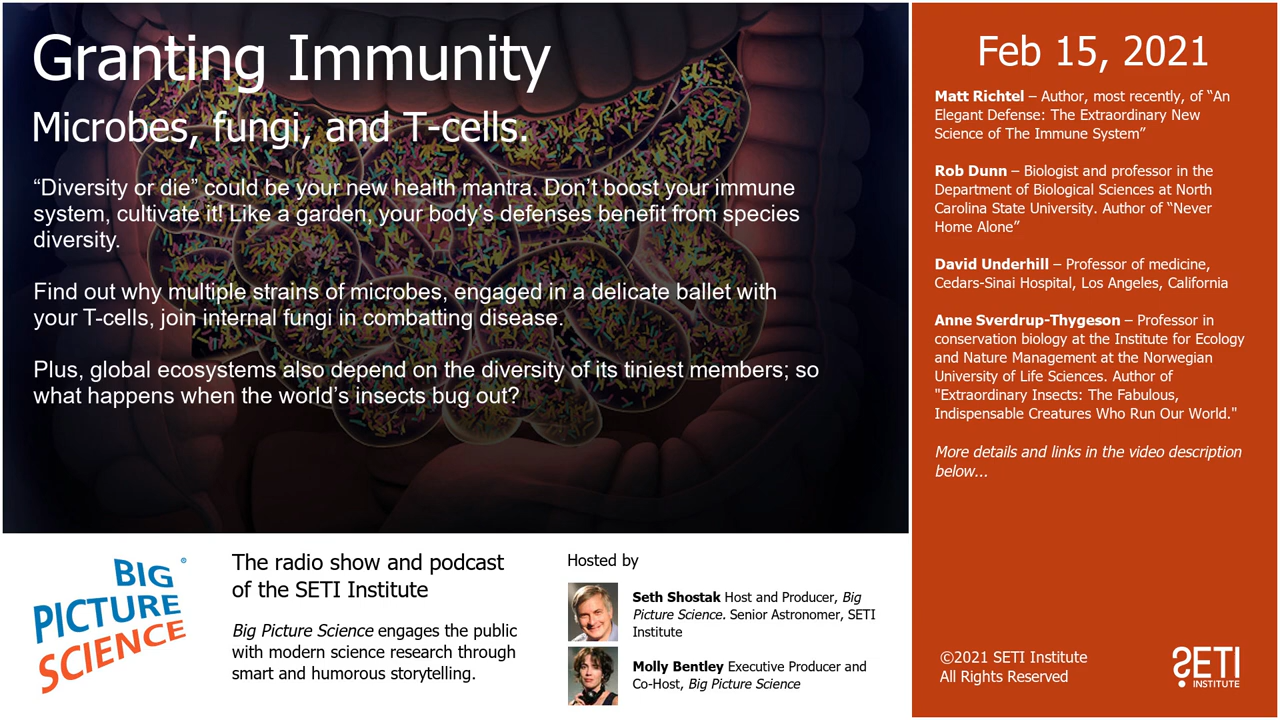 Granting Immunity
Microbes, fungi, and T-cells.
“Diversity or die” could be your new health mantra. Don’t boost your immune
system, cultivate it! Like a garden, your body’s defenses benefit from species
diversity.
Find out why multiple strains of microbes, engaged in a delicate ballet with
your T-cells, join internal fungi in combatting disease.
Plus, global ecosystems also depend on the diversity of its tiniest members; so
what happens when the world’s insects bug out?
Feb 15, 2021
Matt Richtel – Author, most recently, of “An
Elegant Defense: The Extraordinary New
Science of The Immune System”
Rob Dunn – Biologist and professor in the
Department of Biological Sciences at North
Carolina State University. Author of “Never
Home Alone”
David Underhill – Professor of medicine,
Cedars-Sinai Hospital, Los Angeles, California
Anne Sverdrup-Thygeson – Professor in
conservation biology at the Institute for Ecology
and Nature Management at the Norwegian
University of Life Sciences. Author of
"Extraordinary Insects: The Fabulous,
Indispensable Creatures Who Run Our World."
More details and links in the video description
below...
BIG ®
PICTURE
SCIENCE
The radio show and podcast
of the SETI Institute
Big Picture Science engages the public
with modern science research through
smart and humorous storytelling.
Hosted by
Seth Shostak Host and Producer, Big
Picture Science. Senior Astronomer, SETI
Institute
Molly Bentley Executive Producer and
Co-Host, Big Picture Science
©2021 SETI Institute
All Rights Reserved
SETI
INSTITUTE